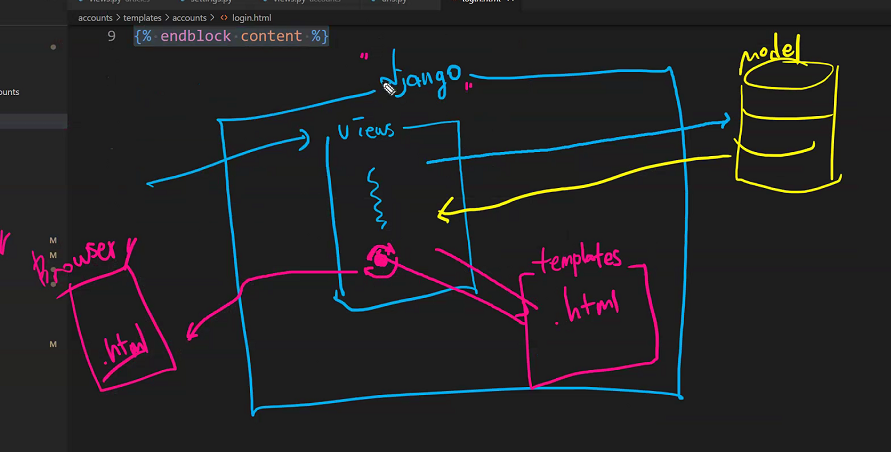 accounts > templates > accounts > <> login.html
9 {% endblock content %}
ounts
"django"
model
views
M
M
browser
templates
.html
M
.html